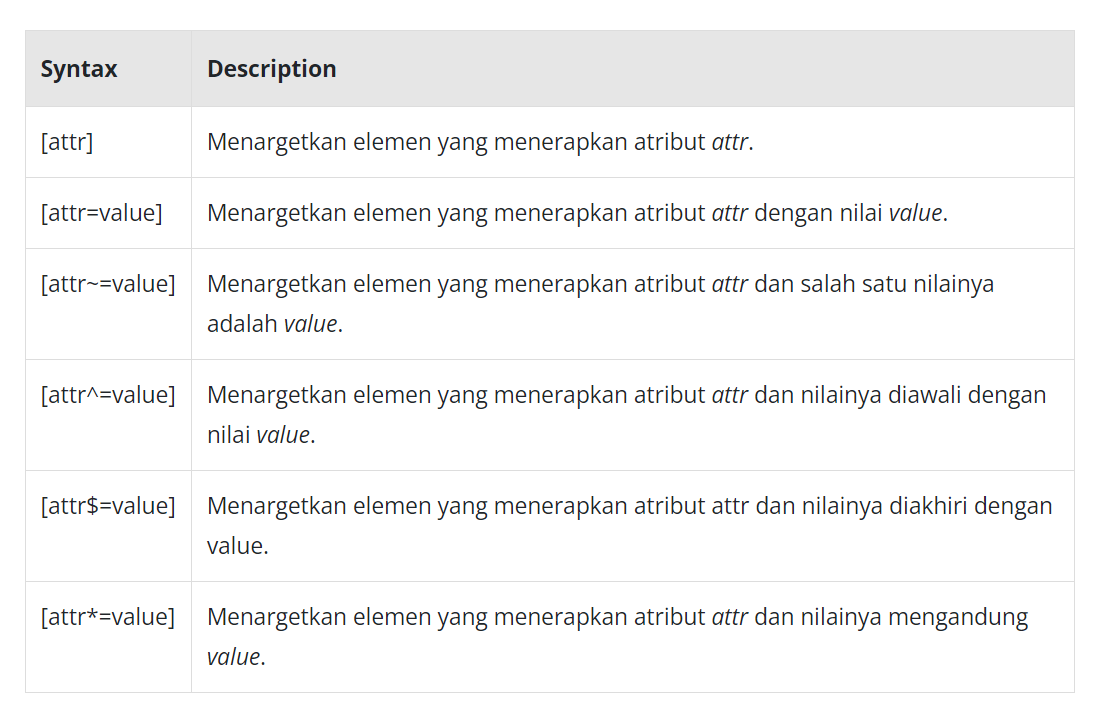 Syntax
Description
[attr]
Menargetkan elemen yang menerapkan atribut attr.
[attr=value]
Menargetkan elemen yang menerapkan atribut attr dengan nilai value.
[attr~=value]
Menargetkan elemen yang menerapkan atribut attr dan salah satu nilainya
adalah value.
[attr^=value]
Menargetkan elemen yang menerapkan atribut attr dan nilainya diawali dengan
nilai value.
[attr$=value]
Menargetkan elemen yang menerapkan atribut attr dan nilainya diakhiri dengan
value.
[attr*=value]
Menargetkan elemen yang menerapkan atribut attr dan nilainya mengandung
value.